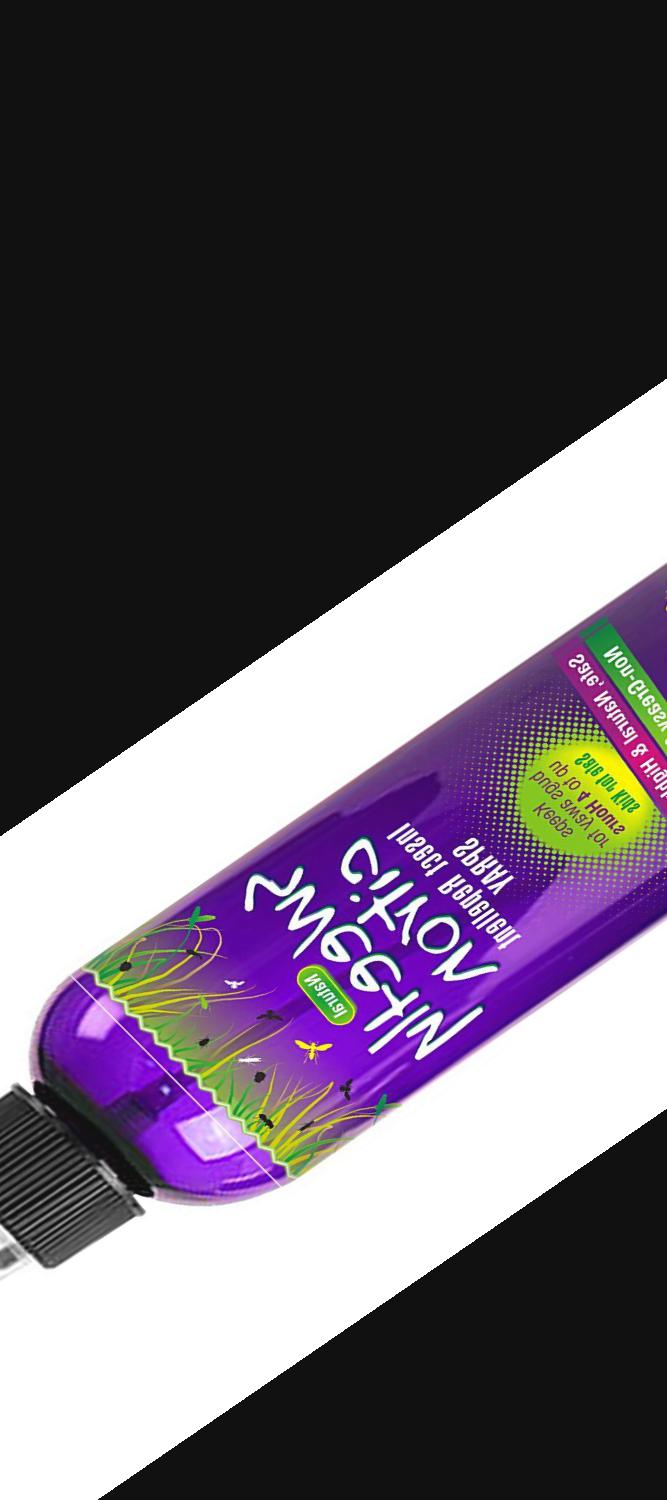 Natural
Insect Repellent
SPRAY
Keeps
bugs away for
up to 4 Hours
Safe for Kids
Safe, Natural &
Non-Greasy